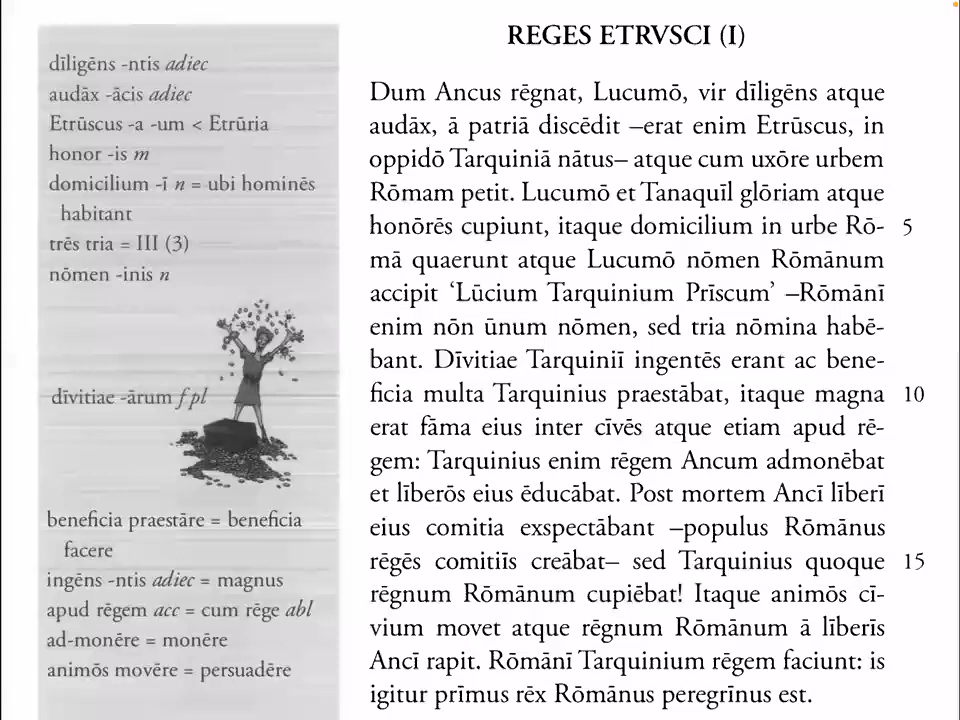 dīligēns -ntis adiec
audāx -ācis adiec
Etrūscus -a -um < Etrūria
honor -is m
domicilium -ī n = ubi hominēs
habitant
trēs tria = III (3)
nōmen -inis n
dīvitiae -ārum f pl
beneficia praestāre = beneficia
facere
ingēns -ntis adiec = magnus
apud rēgem acc = cum rēge abl
ad-monēre = monēre
animōs movēre = persuadēre
REGES ETRVSCI (I)
Dum Ancus rēgnat, Lucumō, vir dīligēns atque
audāx, ā patriā discēdit –erat enim Etrūscus, in
oppidō Tarquiniā nātus– atque cum uxōre urbem
Rōmam petit. Lucumō et Tanaquīl glōriam atque
honōrēs cupiunt, itaque domicilium in urbe Rō- 5
mā quaerunt atque Lucumō nōmen Rōmānum
accipit ‘Lūcium Tarquinium Prīscum’ –Rōmānī
enim nōn ūnum nōmen, sed tria nōmina habē-
bant. Dīvitiae Tarquiniī ingentēs erant ac bene-
ficia multa Tarquinius praestābat, itaque magna 10
erat fāma eius inter cīvēs atque etiam apud rē-
gem: Tarquinius enim rēgem Ancum admonēbat
et līberōs eius ēducābat. Post mortem Ancī līberī
eius comitia exspectābant –populus Rōmānus
rēgēs comitiīs creābat– sed Tarquinius quoque 15
rēgnum Rōmānum cupiēbat! Itaque animōs cī-
vium movet atque rēgnum Rōmānum ā līberīs
Ancī rapit. Rōmānī Tarquinium rēgem faciunt: is
igitur prīmus rēx Rōmānus peregrīnus est.